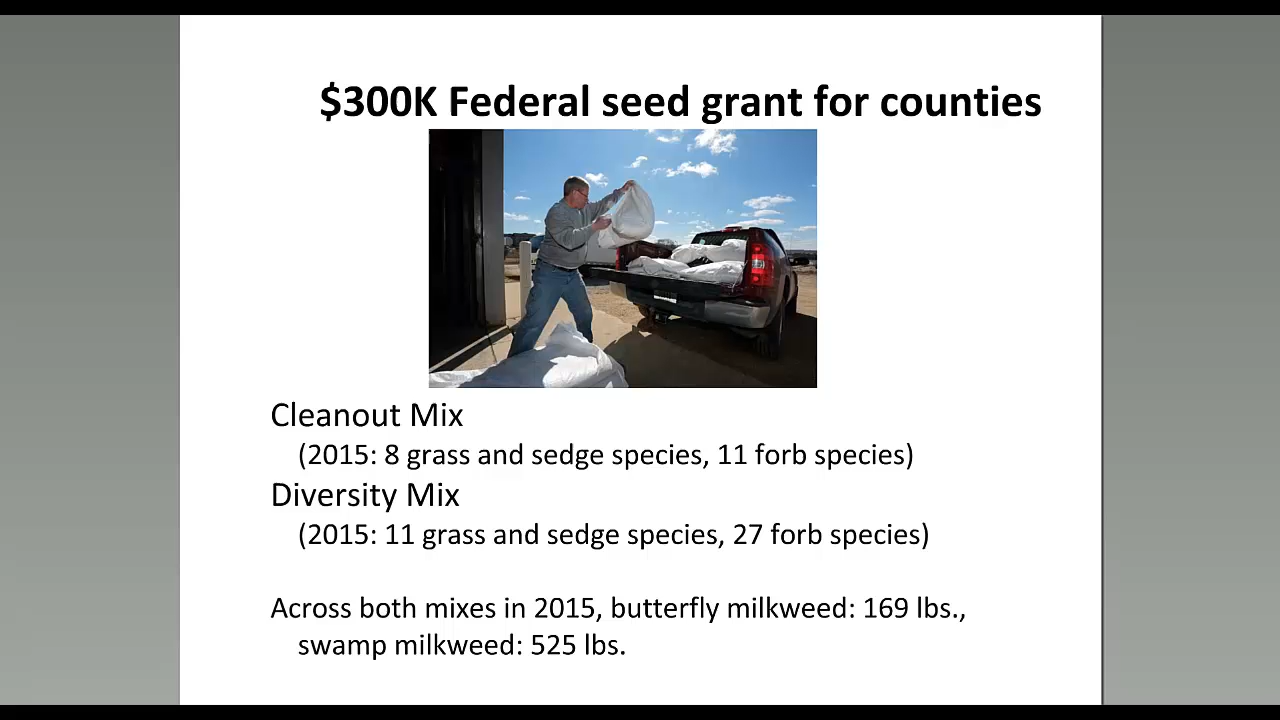 $300K Federal seed grant for counties
Cleanout Mix
(2015: 8 grass and sedge species, 11 forb species)
Diversity Mix
(2015: 11 grass and sedge species, 27 forb species)
Across both mixes in 2015, butterfly milkweed: 169 lbs.,
swamp milkweed: 525 lbs.